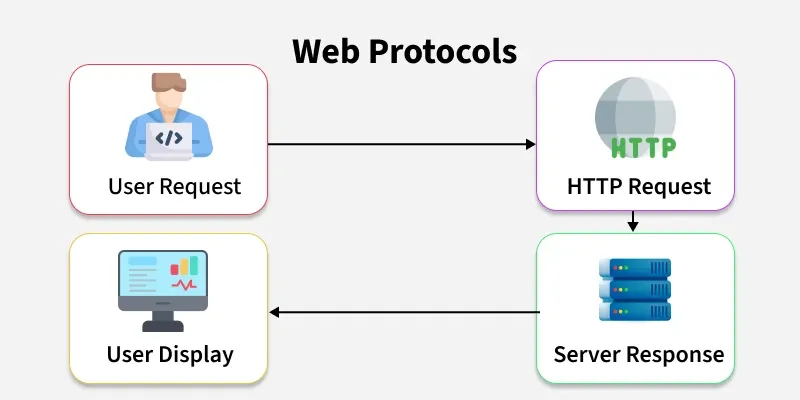 Web Protocols
</>
User Request
HTTP
HTTP Request
User Display
Server Response